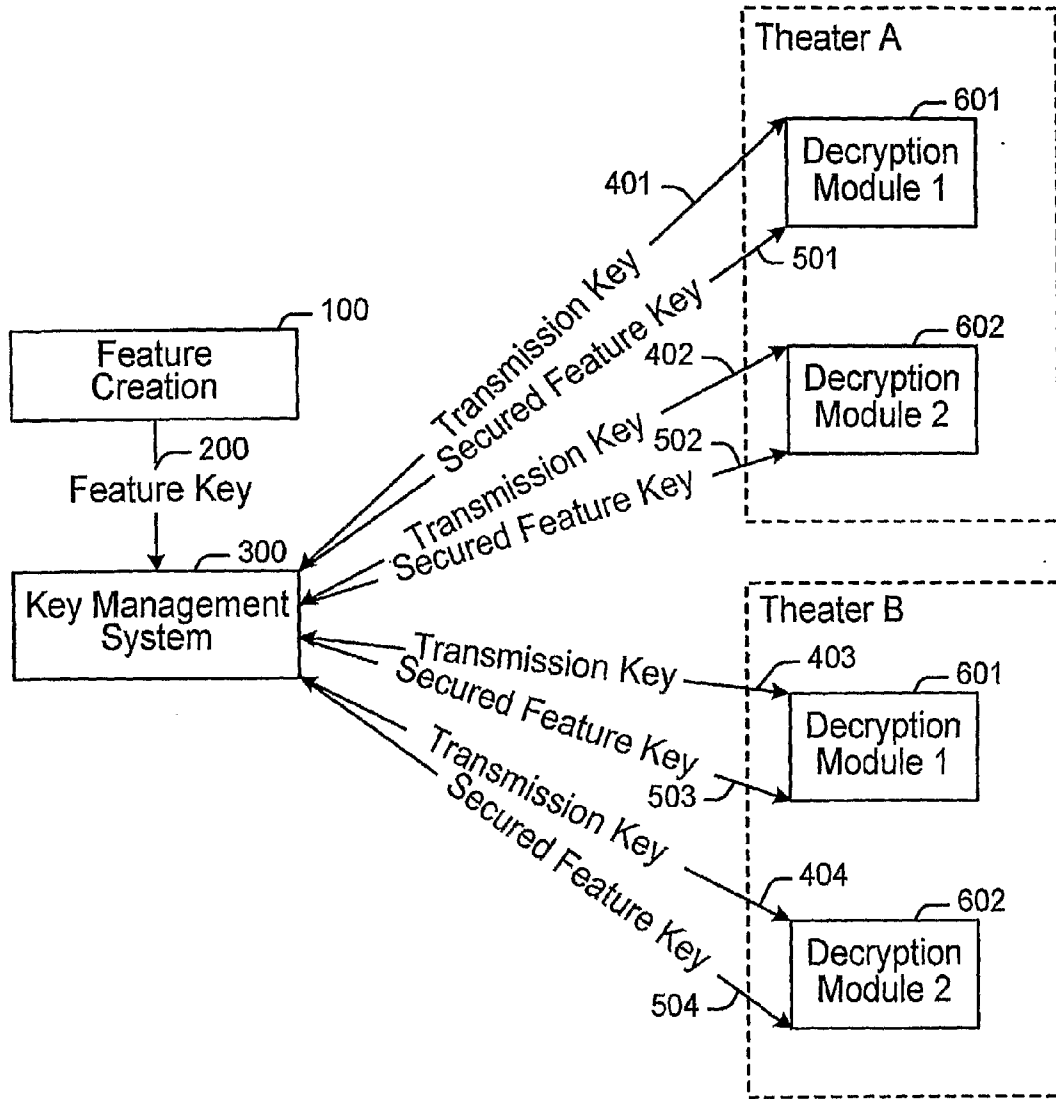 Theater A
601
Decryption
Module 1
401
Transmission Key
501
Secured Feature Key
100
Feature
Creation
200
Feature Key
602
Decryption
Module 2
402
Transmission Key
502
Secured Feature Key
300
Key Management
System
Theater B
Transmission Key
403
601
Decryption
Module 1
Secured Feature Key
503
Transmission Key
404
602
Decryption
Module 2
Secured Feature Key
504